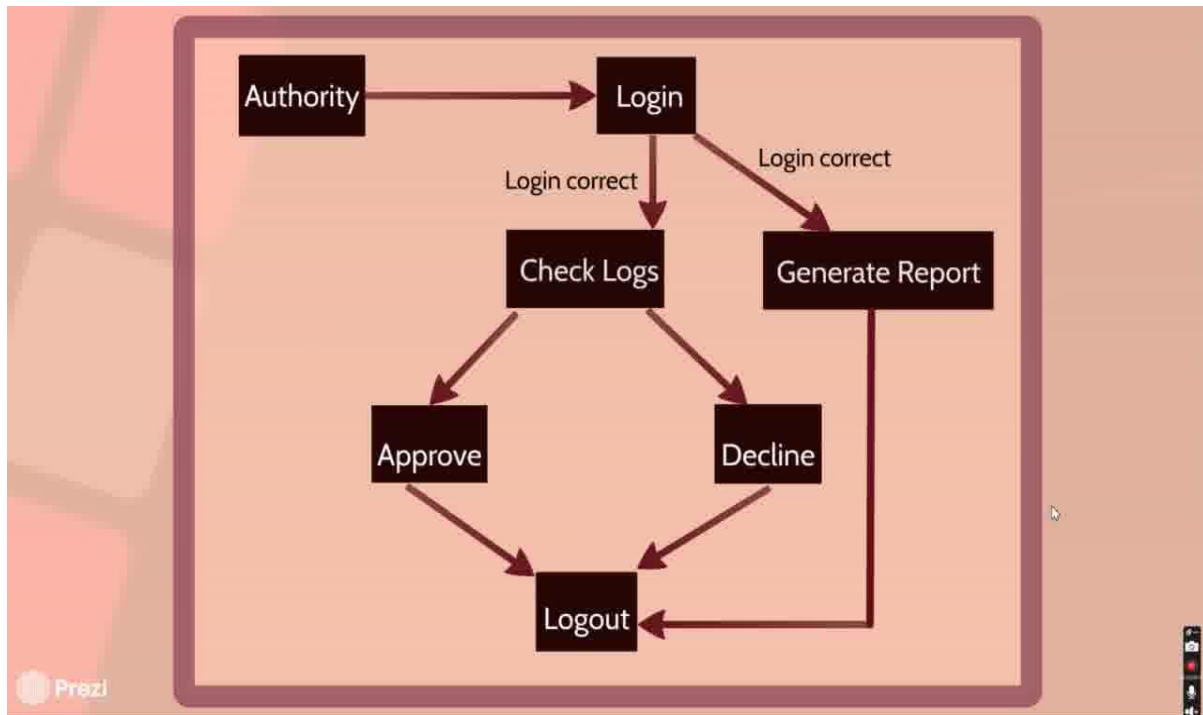 Authority
Login
Login correct
Login correct
Check Logs
Generate Report
Approve
Decline
Logout
Prezi